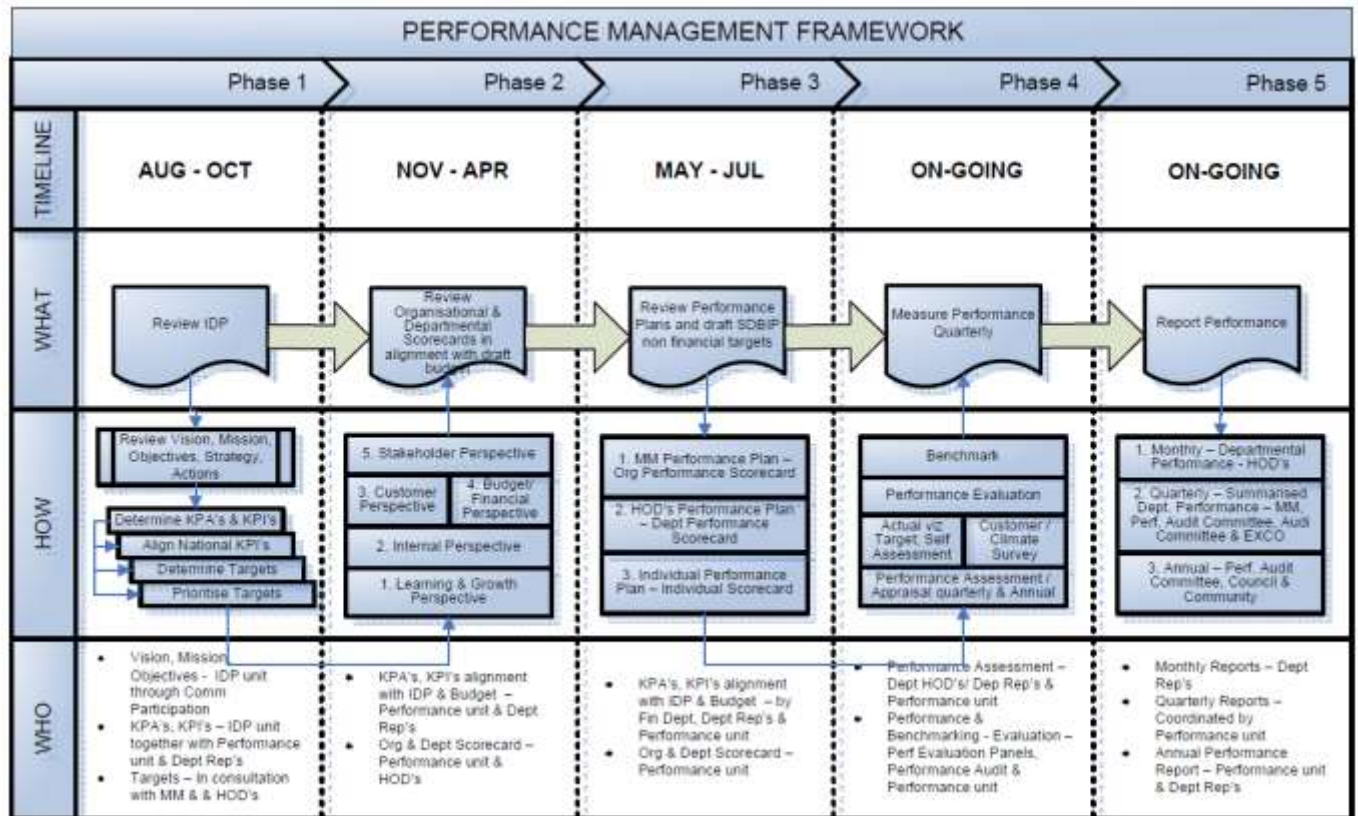 PERFORMANCE MANAGEMENT FRAMEWORK
Phase 1
Phase 2
Phase 3
Phase 4
Phase 5
TIMELINE
AUG - OCT
NOV - APR
MAY - JUL
ON-GOING
ON-GOING
WHAT
Review IDP
Review
Organisational &
Departmental
Scorecards in
alignment with draft
budget
Review Performance
Plans and draft SDBIP
non financial targets
Measure Performance
Quarterly
Report Performance
HOW
Review Vision, Mission,
Objectives, Strategy,
Actions
Determine KPA's & KPI's
Align National KPI's
Determine Targets
Prioritise Targets
5. Stakeholder Perspective
3. Customer
Perspective
4. Budget/
Financial
Perspective
2. Internal Perspective
1. Learning & Growth
Perspective
1. MM Performance Plan –
Org Performance Scorecard
2. HOD's Performance Plan
– Dept Performance
Scorecard
3. Individual Performance
Plan – Individual Scorecard
Benchmark
Performance Evaluation
Actual viz
Target, Self
Assessment
Customer /
Climate
Survey
Performance Assessment /
Appraisal quarterly & Annual
1. Monthly – Departmental
Performance - HOD's
2. Quarterly – Summarised
Dept. Performance – MM,
Perf. Audit Committee, Audi
Committee & EXCO
3. Annual – Perf. Audit
Committee, Council &
Community
WHO
• Vision, Mission
Objectives - IDP unit
through Comm
Participation
• KPA's, KPI's – IDP unit
together with Performance
unit & Dept Rep's
• Targets – In consultation
with MM & & HOD's
• KPA's, KPI's alignment
with IDP & Budget –
Performance unit & Dept
Rep's
• Org & Dept Scorecard –
Performance unit &
HOD's
• KPA's, KPI's alignment
with IDP & Budget – by
Fin Dept, Dept Rep's &
Performance unit
• Org & Dept Scorecard –
Performance unit
• Performance Assessment –
Dept HOD's/ Dep Rep's &
Performance unit
• Performance &
Benchmarking - Evaluation –
Perf Evaluation Panels,
Performance Audit &
Performance unit
• Monthly Reports – Dept
Rep's
• Quarterly Reports –
Coordinated by
Performance unit
• Annual Performance
Report – Performance unit
& Dept Rep's